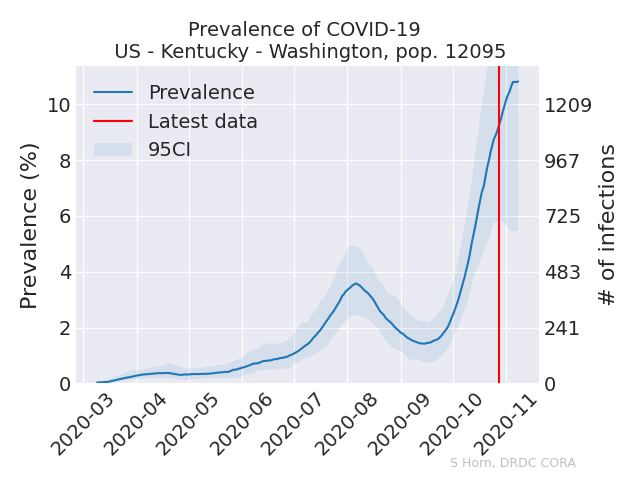 Prevalence of COVID-19
US - Kentucky - Washington, pop. 12095
Prevalence
Latest data
95CI
Prevalence (%)
10
8
6
4
2
0
1209
967
725
483
241
0
# of infections
2020-03
2020-04
2020-05
2020-06
2020-07
2020-08
2020-09
2020-10
2020-11
S Horn, DRDC CORA